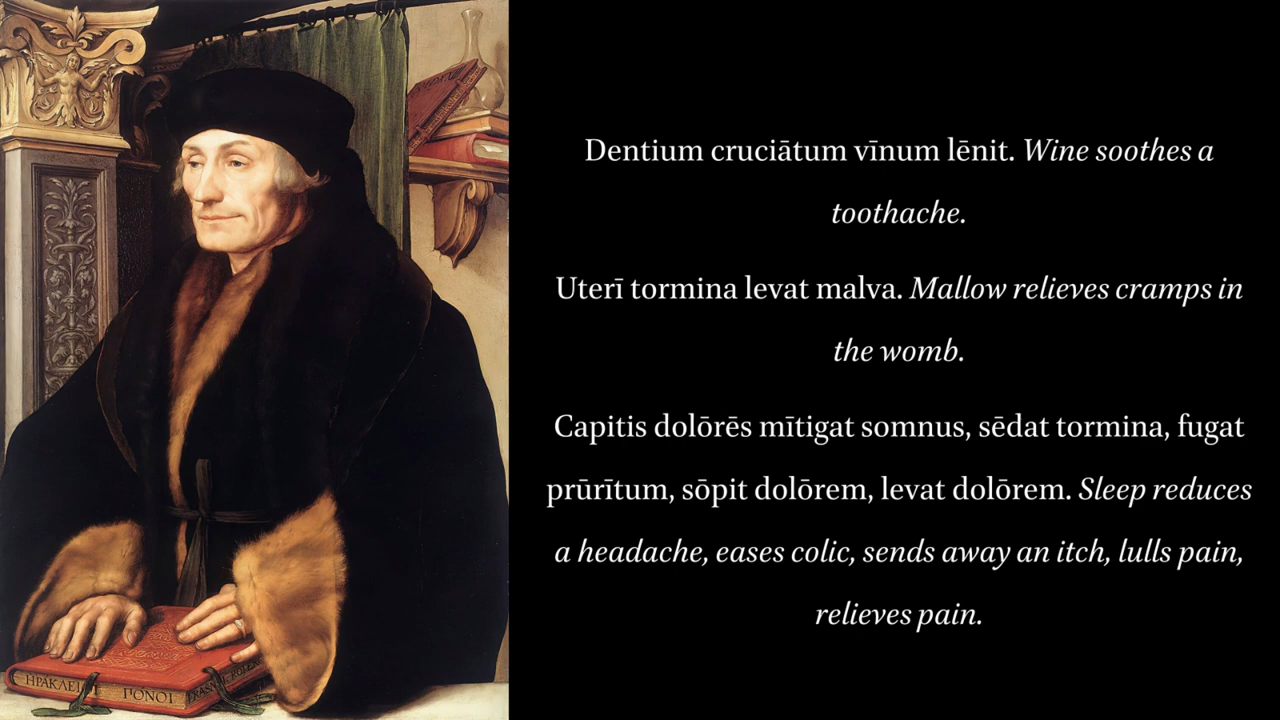 Dentium cruciātum vīnum lēnit. Wine soothes a
toothache.
Uterī tormina levat malva. Mallow relieves cramps in
the womb.
Capitis dolōrēs mītigat somnus, sēdat tormina, fugat
prūrītum, sōpit dolōrem, levat dolōrem. Sleep reduces
a headache, eases colic, sends away an itch, lulls pain,
relieves pain.
ΗΡΑΚΛΕΙ ΠΟΝΟΙ